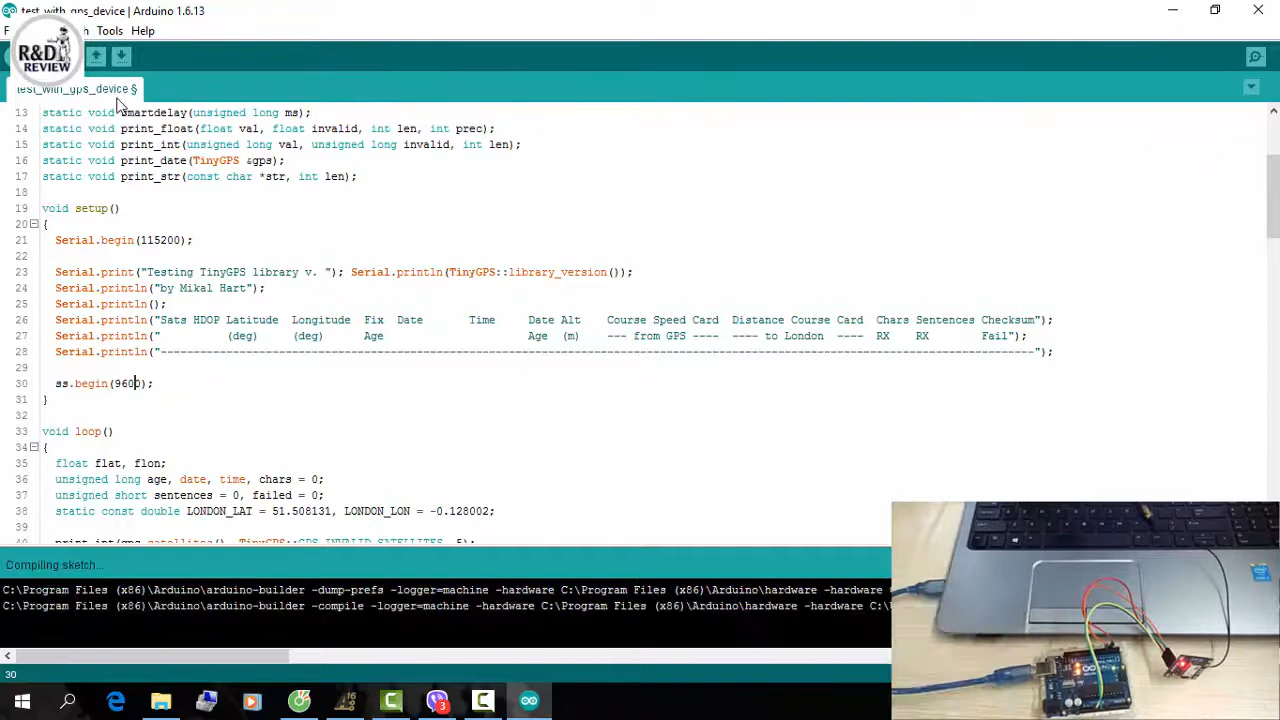 test_with_gps_device | Arduino 1.6.13
Tools Help
R&D
REVIEW
test_with_gps_device §
13 static void smartdelay(unsigned long ms);
14 static void print_float(float val, float invalid, int len, int prec);
15 static void print_int(unsigned long val, unsigned long invalid, int len);
16 static void print_date(TinyGPS &gps);
17 static void print_str(const char *str, int len);
18
19 void setup()
20 {
21 Serial.begin(115200);
22
23 Serial.print("Testing TinyGPS library v. "); Serial.println(TinyGPS::library_version());
24 Serial.println("by Mikal Hart");
25 Serial.println();
26 Serial.println("Sats HDOP Latitude Longitude Fix Date Time Date Alt Course Speed Card Distance Course Card Chars Sentences Checksum");
27 Serial.println(" (deg) (deg) Age Age (m) --- from GPS ---- ---- to London ---- RX RX Fail");
28 Serial.println("-------------------------------------------------------------------------------------------------------------------------------------");
29
30 ss.begin(9600);
31 }
32
33 void loop()
34 {
35 float flat, flon;
36 unsigned long age, date, time, chars = 0;
37 unsigned short sentences = 0, failed = 0;
38 static const double LONDON_LAT = 51.508131, LONDON_LON = -0.128002;
39
print_int(gps.satellites(), TinyGPS::GPS_INVALID_SATELLITES, 5);
Compiling sketch...
C:\Program Files (x86)\Arduino\arduino-builder -dump-prefs -logger=machine -hardware C:\Program Files
C:\Program Files (x86)\Arduino\arduino-builder -compile -logger=machine -hardware C:\Program Files (x86)\Arduino\hardware -hardware C:
30
16
3